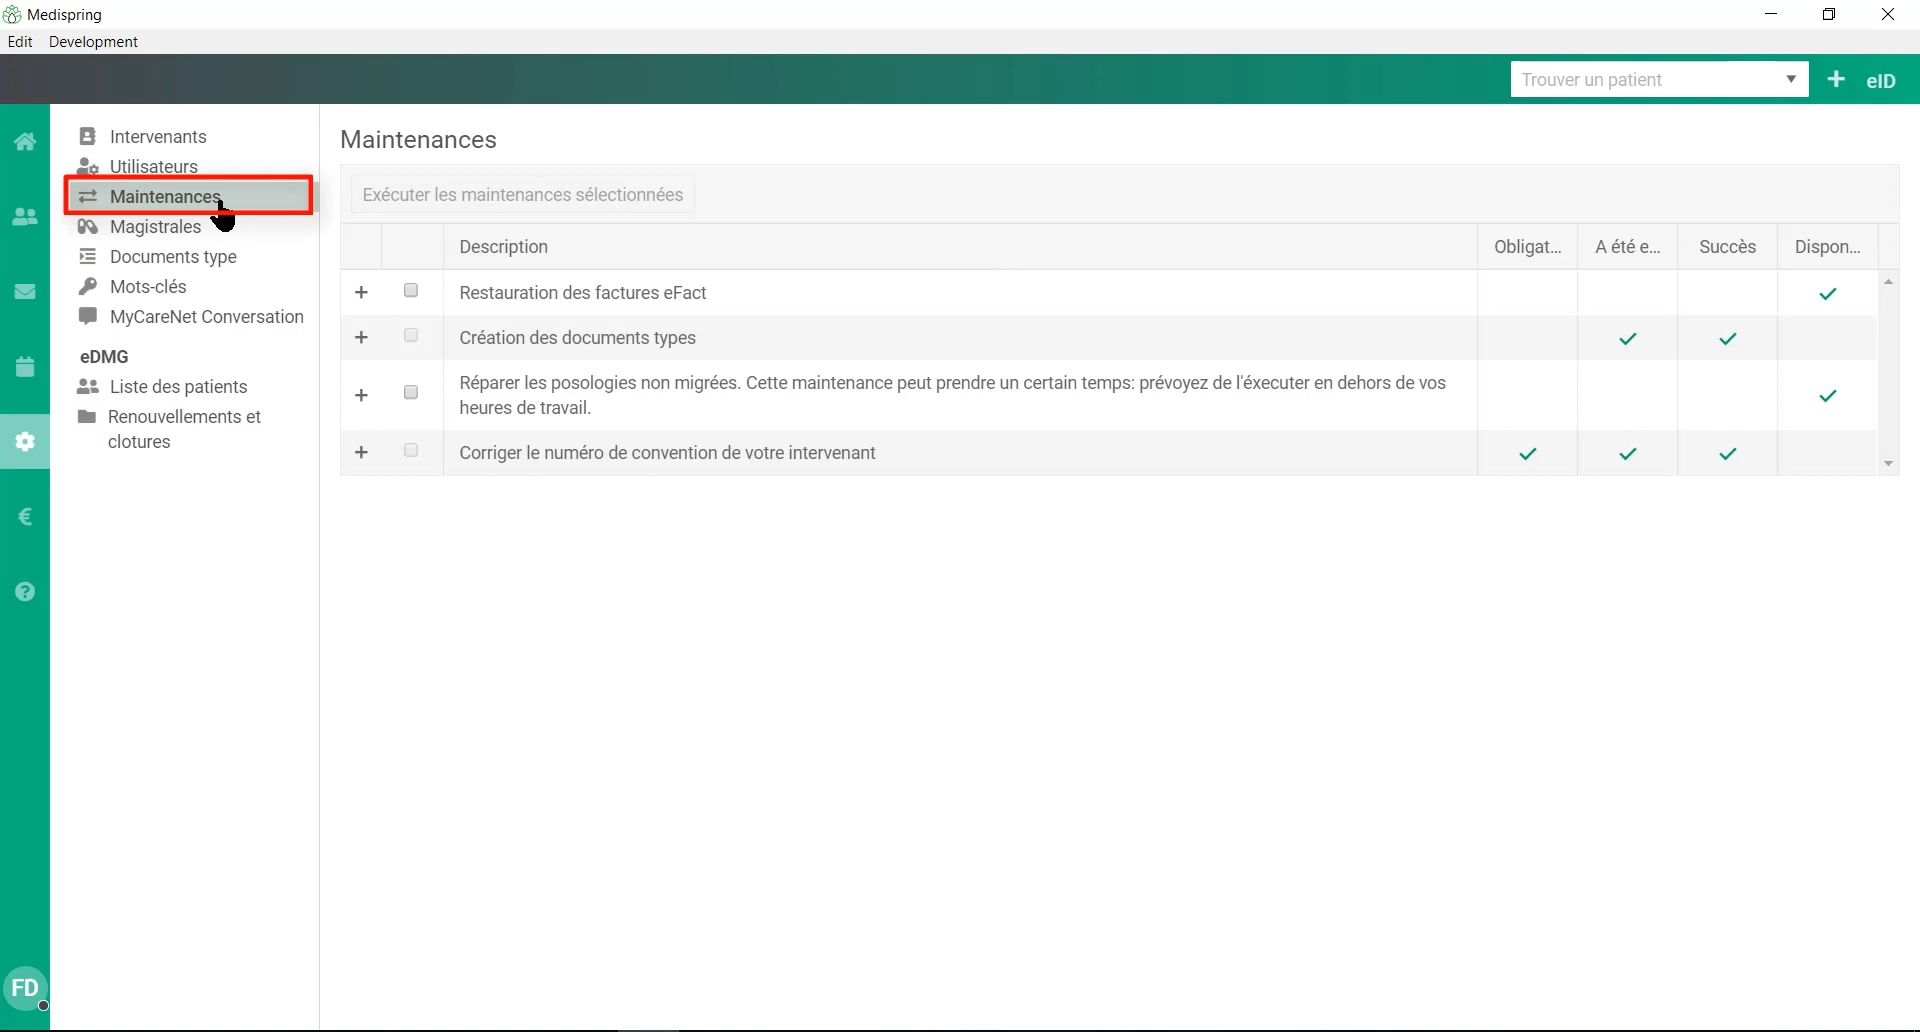 Medispring
Edit Development
Trouver un patient
eID
Intervenants
Utilisateurs
Maintenances
Magistrales
Documents type
Mots-clés
MyCareNet Conversation
eDMG
Liste des patients
Renouvellements et
clotures
FD
Maintenances
Exécuter les maintenances sélectionnées
Description Obligat... A été e... Succès Dispon...
Restauration des factures eFact
Création des documents types
Réparer les posologies non migrées. Cette maintenance peut prendre un certain temps: prévoyez de l'éxecuter en dehors de vos
heures de travail.
Corriger le numéro de convention de votre intervenant